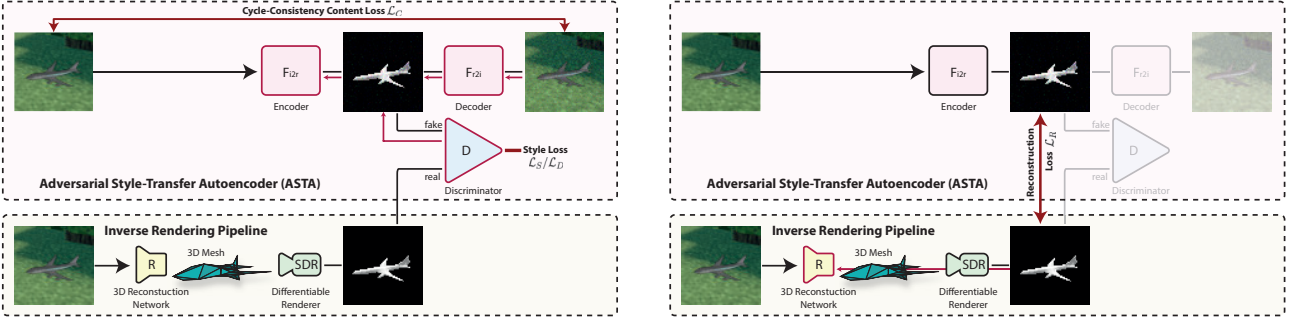 Cycle-Consistency Content Loss L_C
F_i2r
F_r2i
Encoder
Decoder
fake
D
Style Loss
L_S/L_D
real
Discriminator
Adversarial Style-Transfer Autoencoder (ASTA)
Inverse Rendering Pipeline
3D Mesh
R
SDR
3D Reconstuction
Network
Differentiable
Renderer
F_i2r
F_r2i
Encoder
Decoder
fake
D
Reconstruction
Loss L_R
real
Discriminator
Adversarial Style-Transfer Autoencoder (ASTA)
Inverse Rendering Pipeline
3D Mesh
R
SDR
3D Reconstuction
Network
Differentiable
Renderer